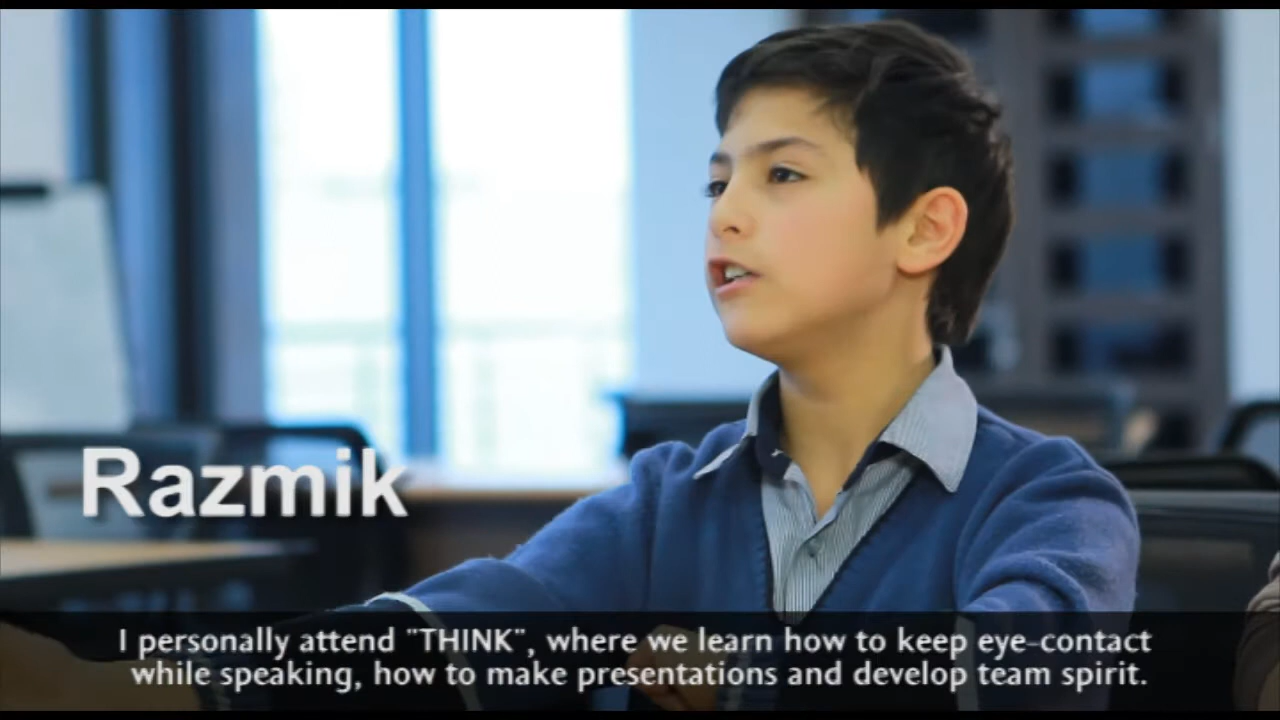 Razmik
I personally attend "THINK", where we learn how to keep eye-contact
while speaking, how to make presentations and develop team spirit.